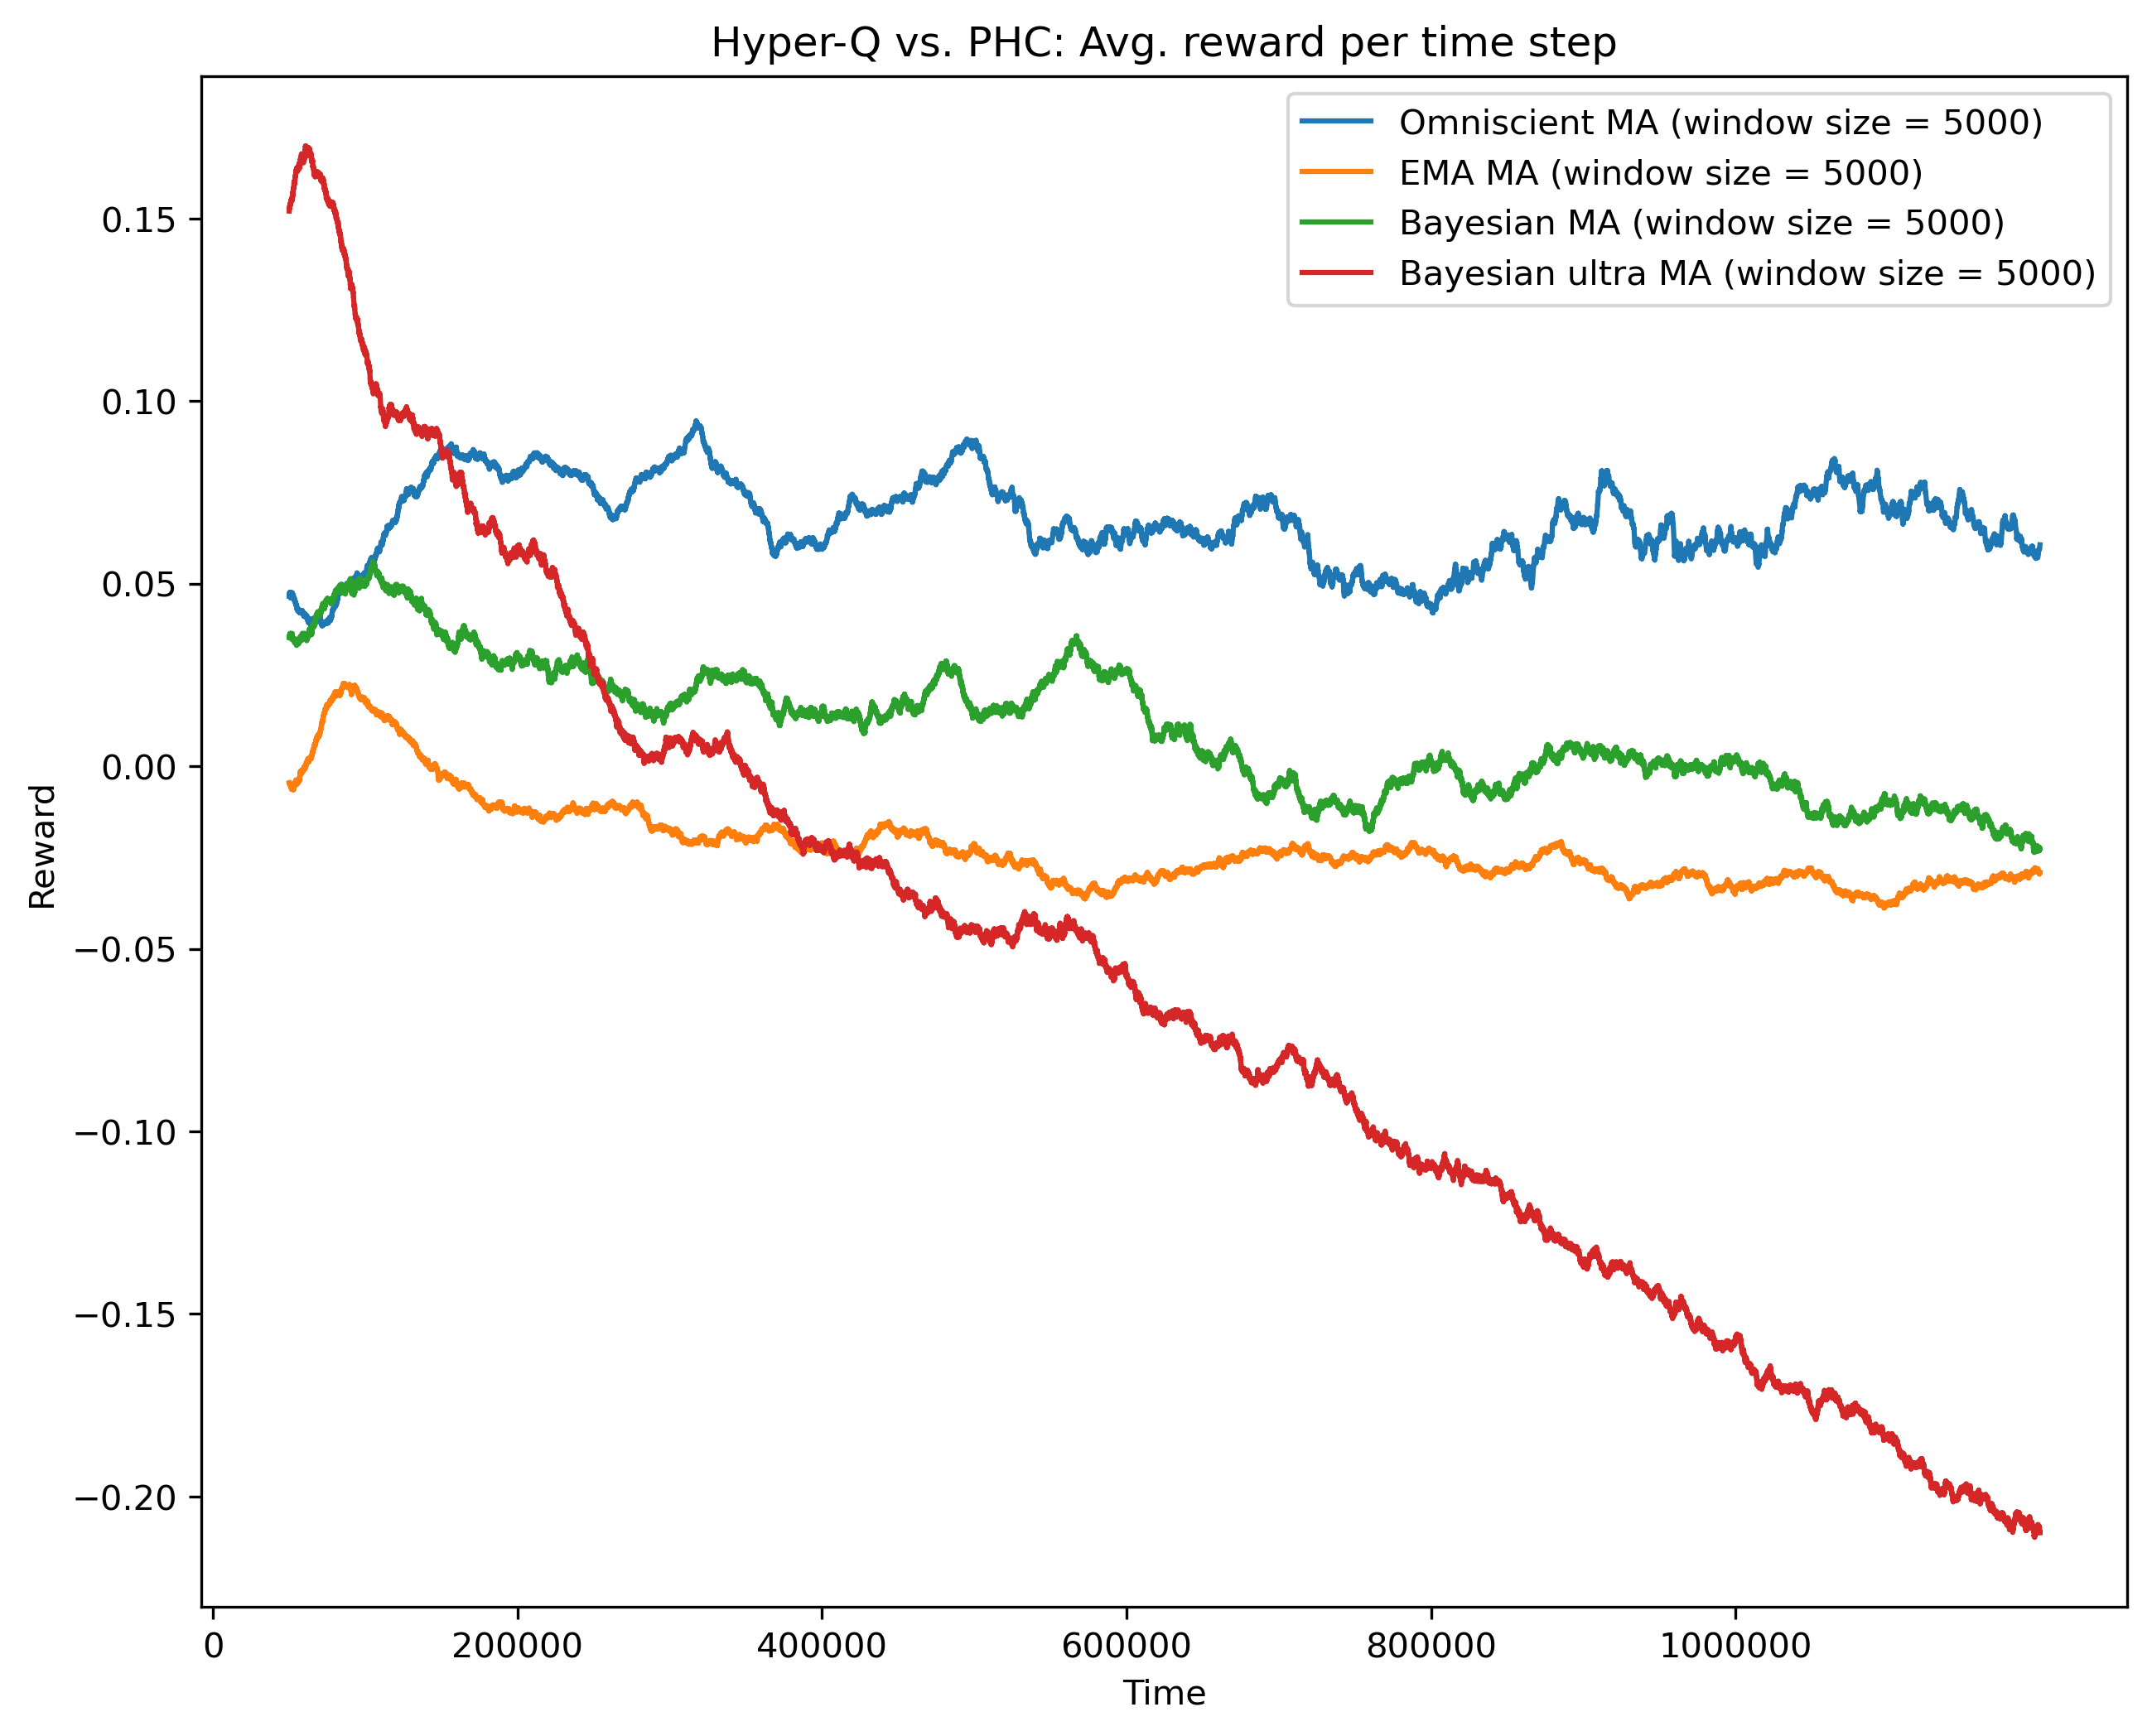 Hyper-Q vs. PHC: Avg. reward per time step
Omniscient MA (window size = 5000)
EMA MA (window size = 5000)
Bayesian MA (window size = 5000)
Bayesian ultra MA (window size = 5000)
0.15
0.10
0.05
0.00
−0.05
−0.10
−0.15
−0.20
Reward
0 200000 400000 600000 800000 1000000
Time